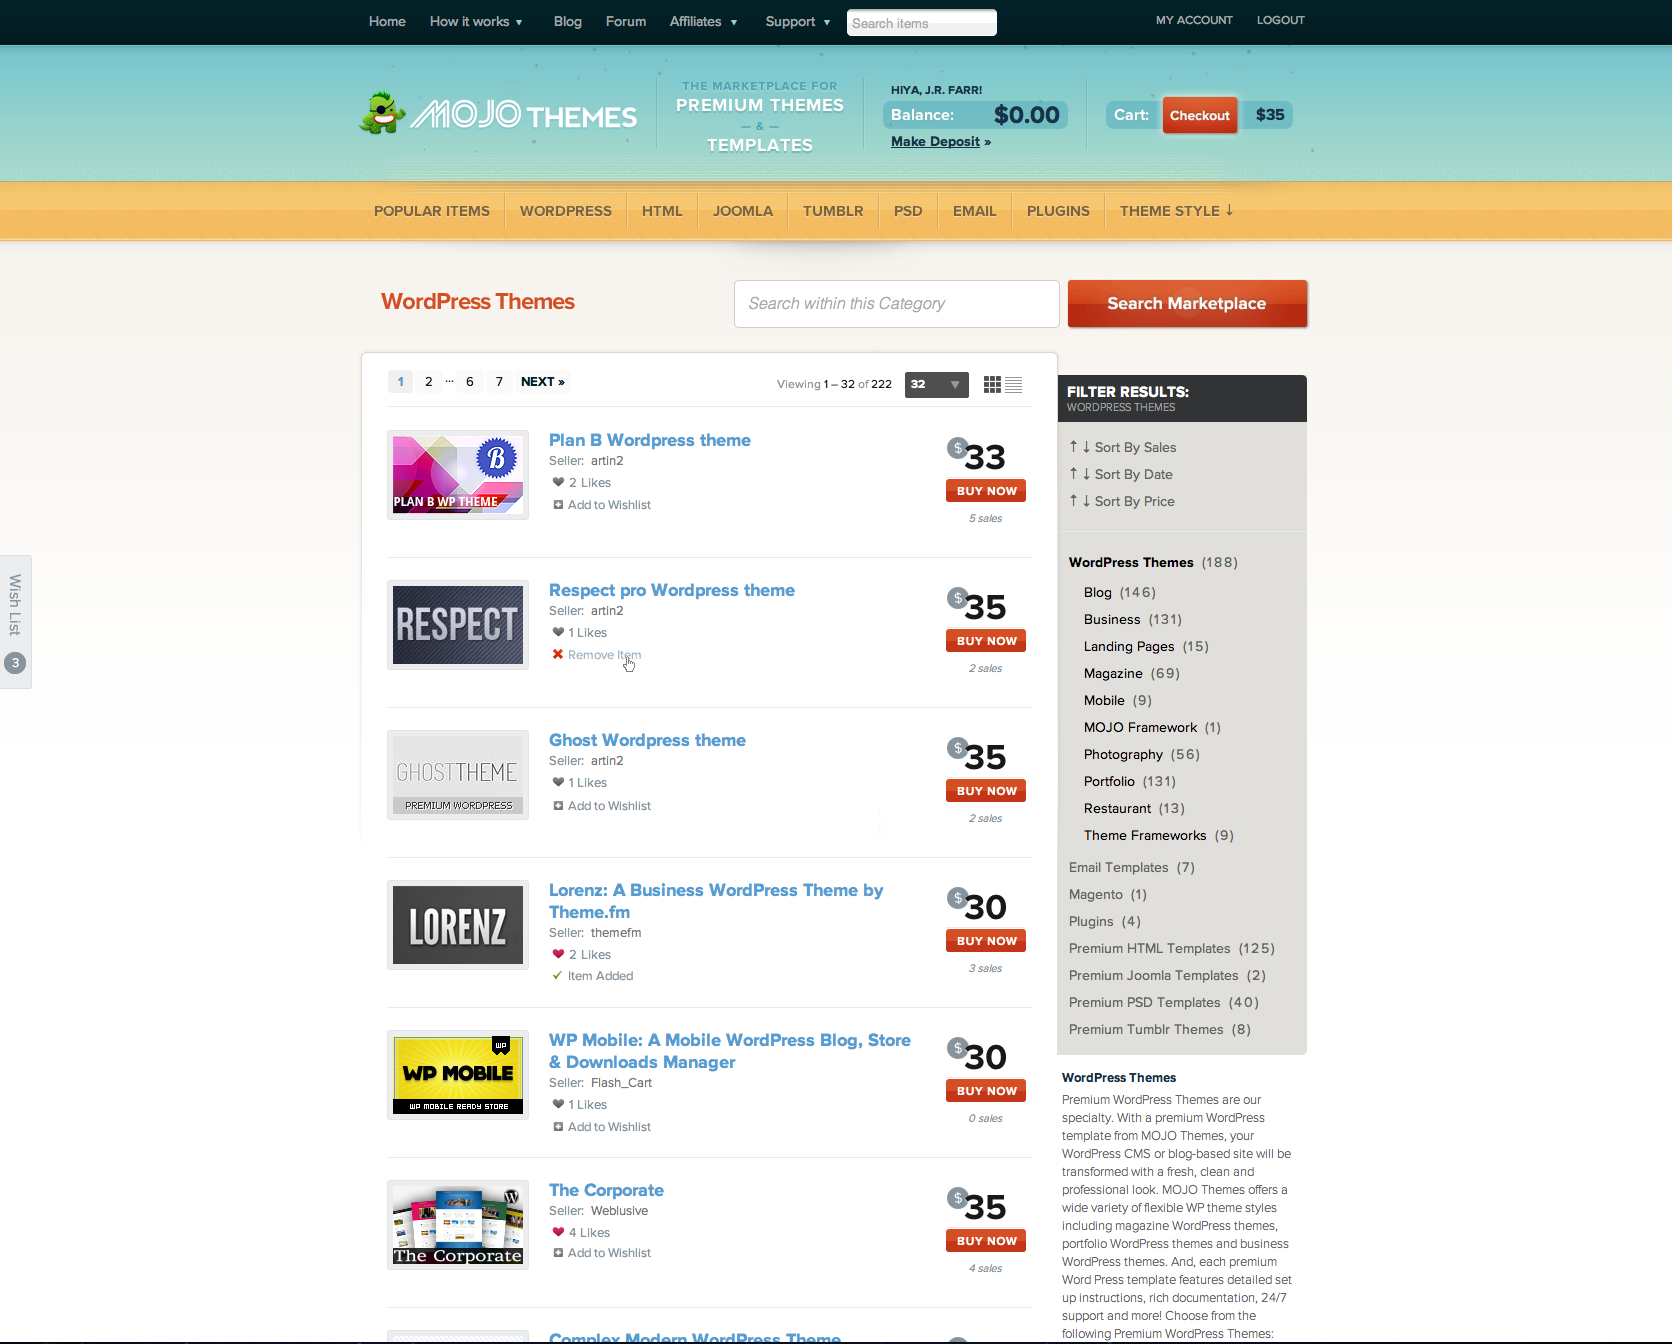 Home How it works ▼ Blog Forum Affiliates ▼ Support ▼ Search items MY ACCOUNT LOGOUT
MOJO THEMES
THE MARKETPLACE FOR
PREMIUM THEMES
— & —
TEMPLATES
HIYA, J.R. FARR!
Balance: $0.00
Make Deposit »
Cart: Checkout $35
POPULAR ITEMS WORDPRESS HTML JOOMLA TUMBLR PSD EMAIL PLUGINS THEME STYLE ↓
WordPress Themes
Search within this Category
Search Marketplace
1 2 ... 6 7 NEXT »
Viewing 1 – 32 of 222 32 ▼
PLAN B WP THEME
B
Plan B Wordpress theme
Seller: artin2
2 Likes
Add to Wishlist
$33
BUY NOW
5 sales
RESPECT
Respect pro Wordpress theme
Seller: artin2
1 Likes
Remove Item
$35
BUY NOW
2 sales
GHOSTTHEME
PREMIUM WORDPRESS
Ghost Wordpress theme
Seller: artin2
1 Likes
Add to Wishlist
$35
BUY NOW
2 sales
LORENZ
Lorenz: A Business WordPress Theme by
Theme.fm
Seller: themefm
2 Likes
Item Added
$30
BUY NOW
3 sales
WP
WP MOBILE
WP MOBILE READY STORE
WP Mobile: A Mobile WordPress Blog, Store
& Downloads Manager
Seller: Flash_Cart
1 Likes
Add to Wishlist
$30
BUY NOW
0 sales
The Corporate
The Corporate
Seller: Weblusive
4 Likes
Add to Wishlist
$35
BUY NOW
4 sales
Complex Modern WordPress Theme
Wish List
3
FILTER RESULTS:
WORDPRESS THEMES
↑ ↓ Sort By Sales
↑ ↓ Sort By Date
↑ ↓ Sort By Price
WordPress Themes (188)
Blog (146)
Business (131)
Landing Pages (15)
Magazine (69)
Mobile (9)
MOJO Framework (1)
Photography (56)
Portfolio (131)
Restaurant (13)
Theme Frameworks (9)
Email Templates (7)
Magento (1)
Plugins (4)
Premium HTML Templates (125)
Premium Joomla Templates (2)
Premium PSD Templates (40)
Premium Tumblr Themes (8)
WordPress Themes
Premium WordPress Themes are our
specialty. With a premium WordPress
template from MOJO Themes, your
WordPress CMS or blog-based site will be
transformed with a fresh, clean and
professional look. MOJO Themes offers a
wide variety of flexible WP theme styles
including magazine WordPress themes,
portfolio WordPress themes and business
WordPress themes. And, each premium
Word Press template features detailed set
up instructions, rich documentation, 24/7
support and more! Choose from the
following Premium WordPress Themes: